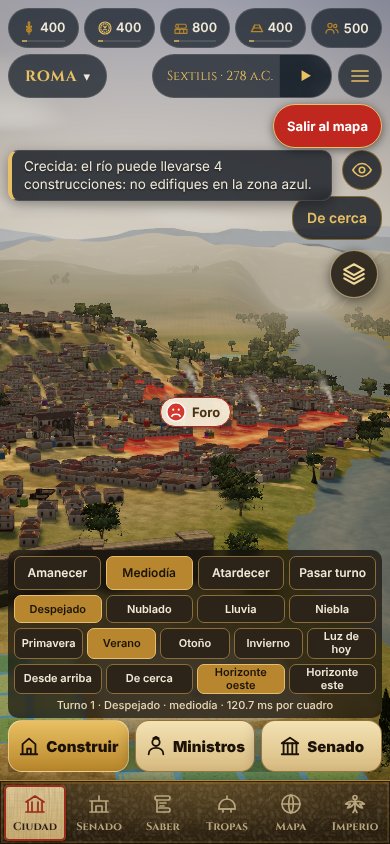 400
400
800
400
500
ROMA ▾
SEXTILIS · 278 A.C.
Salir al mapa
Crecida: el río puede llevarse 4
construcciones: no edifiques en la zona azul.
De cerca
Foro
Amanecer
Mediodía
Atardecer
Pasar turno
Despejado
Nublado
Lluvia
Niebla
Primavera
Verano
Otoño
Invierno
Luz de
hoy
Desde arriba
De cerca
Horizonte
oeste
Horizonte
este
Turno 1 · Despejado · mediodía · 120.7 ms por cuadro
Construir
Ministros
Senado
CIUDAD
SENADO
SABER
TROPAS
MAPA
IMPERIO